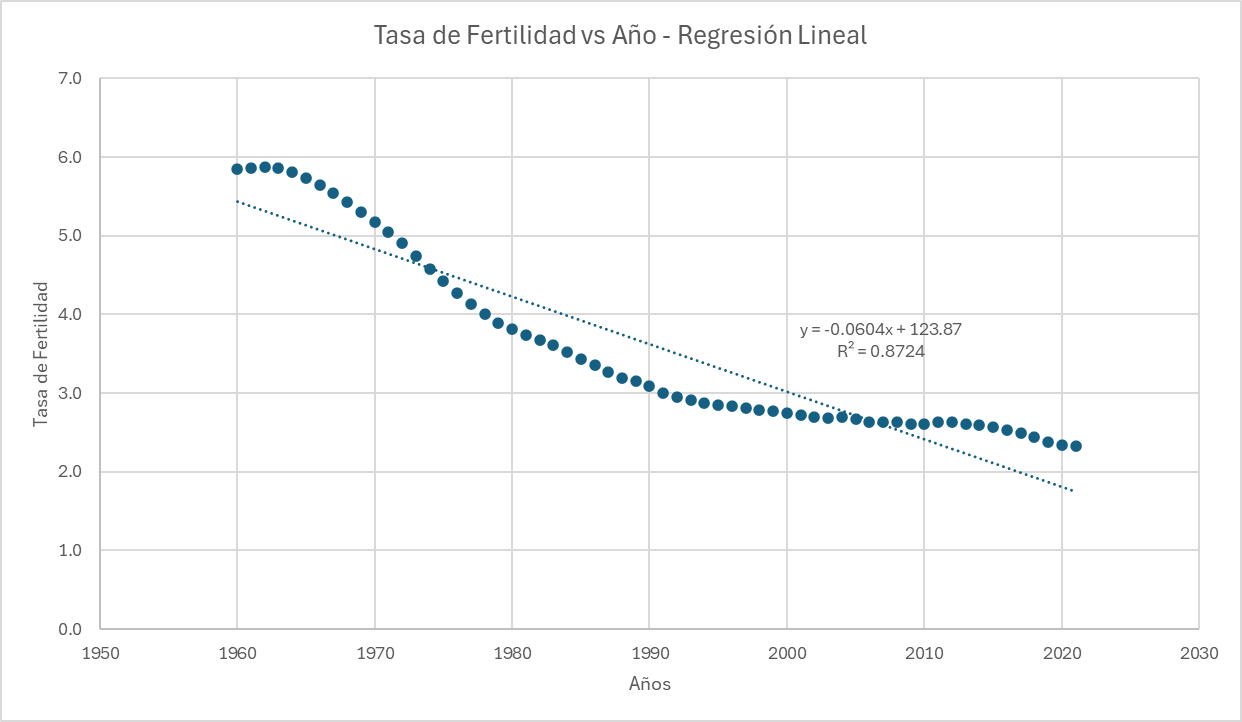 Tasa de Fertilidad vs Año - Regresión Lineal
7.0
6.0
5.0
4.0
3.0
2.0
1.0
0.0
Tasa de Fertilidad
y = -0.0604x + 123.87
R² = 0.8724
1950 1960 1970 1980 1990 2000 2010 2020 2030
Años